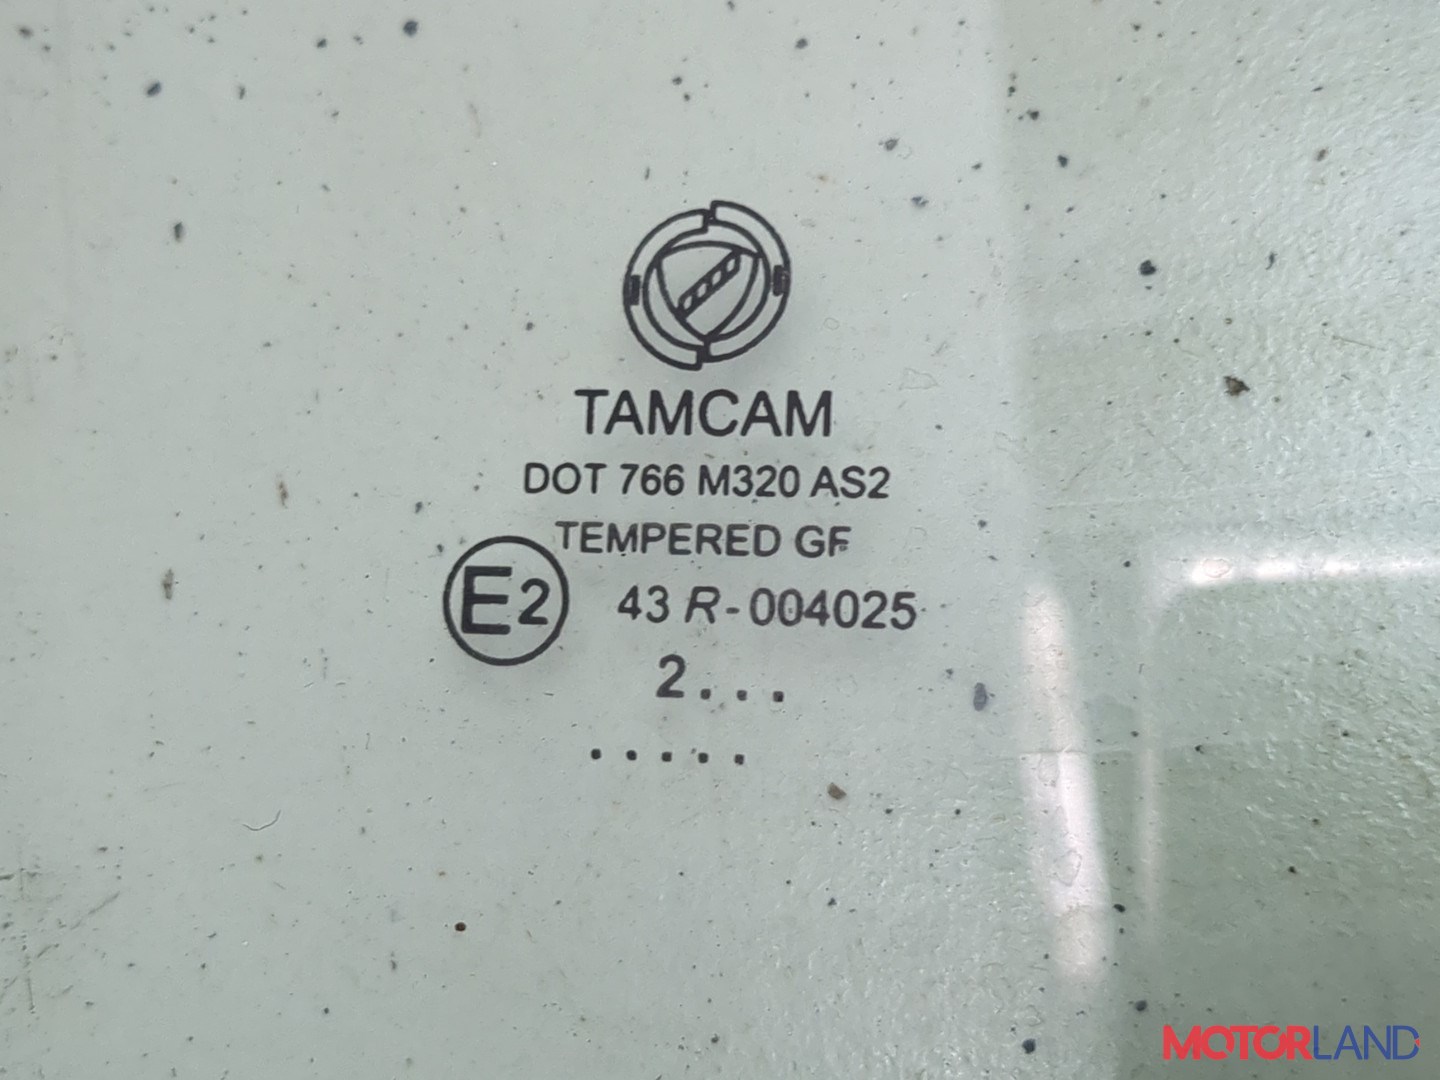 TAMCAM
DOT 766 M320 AS2
TEMPERED GF
E2 43 R-004025
2...
.....
MOTORLAND